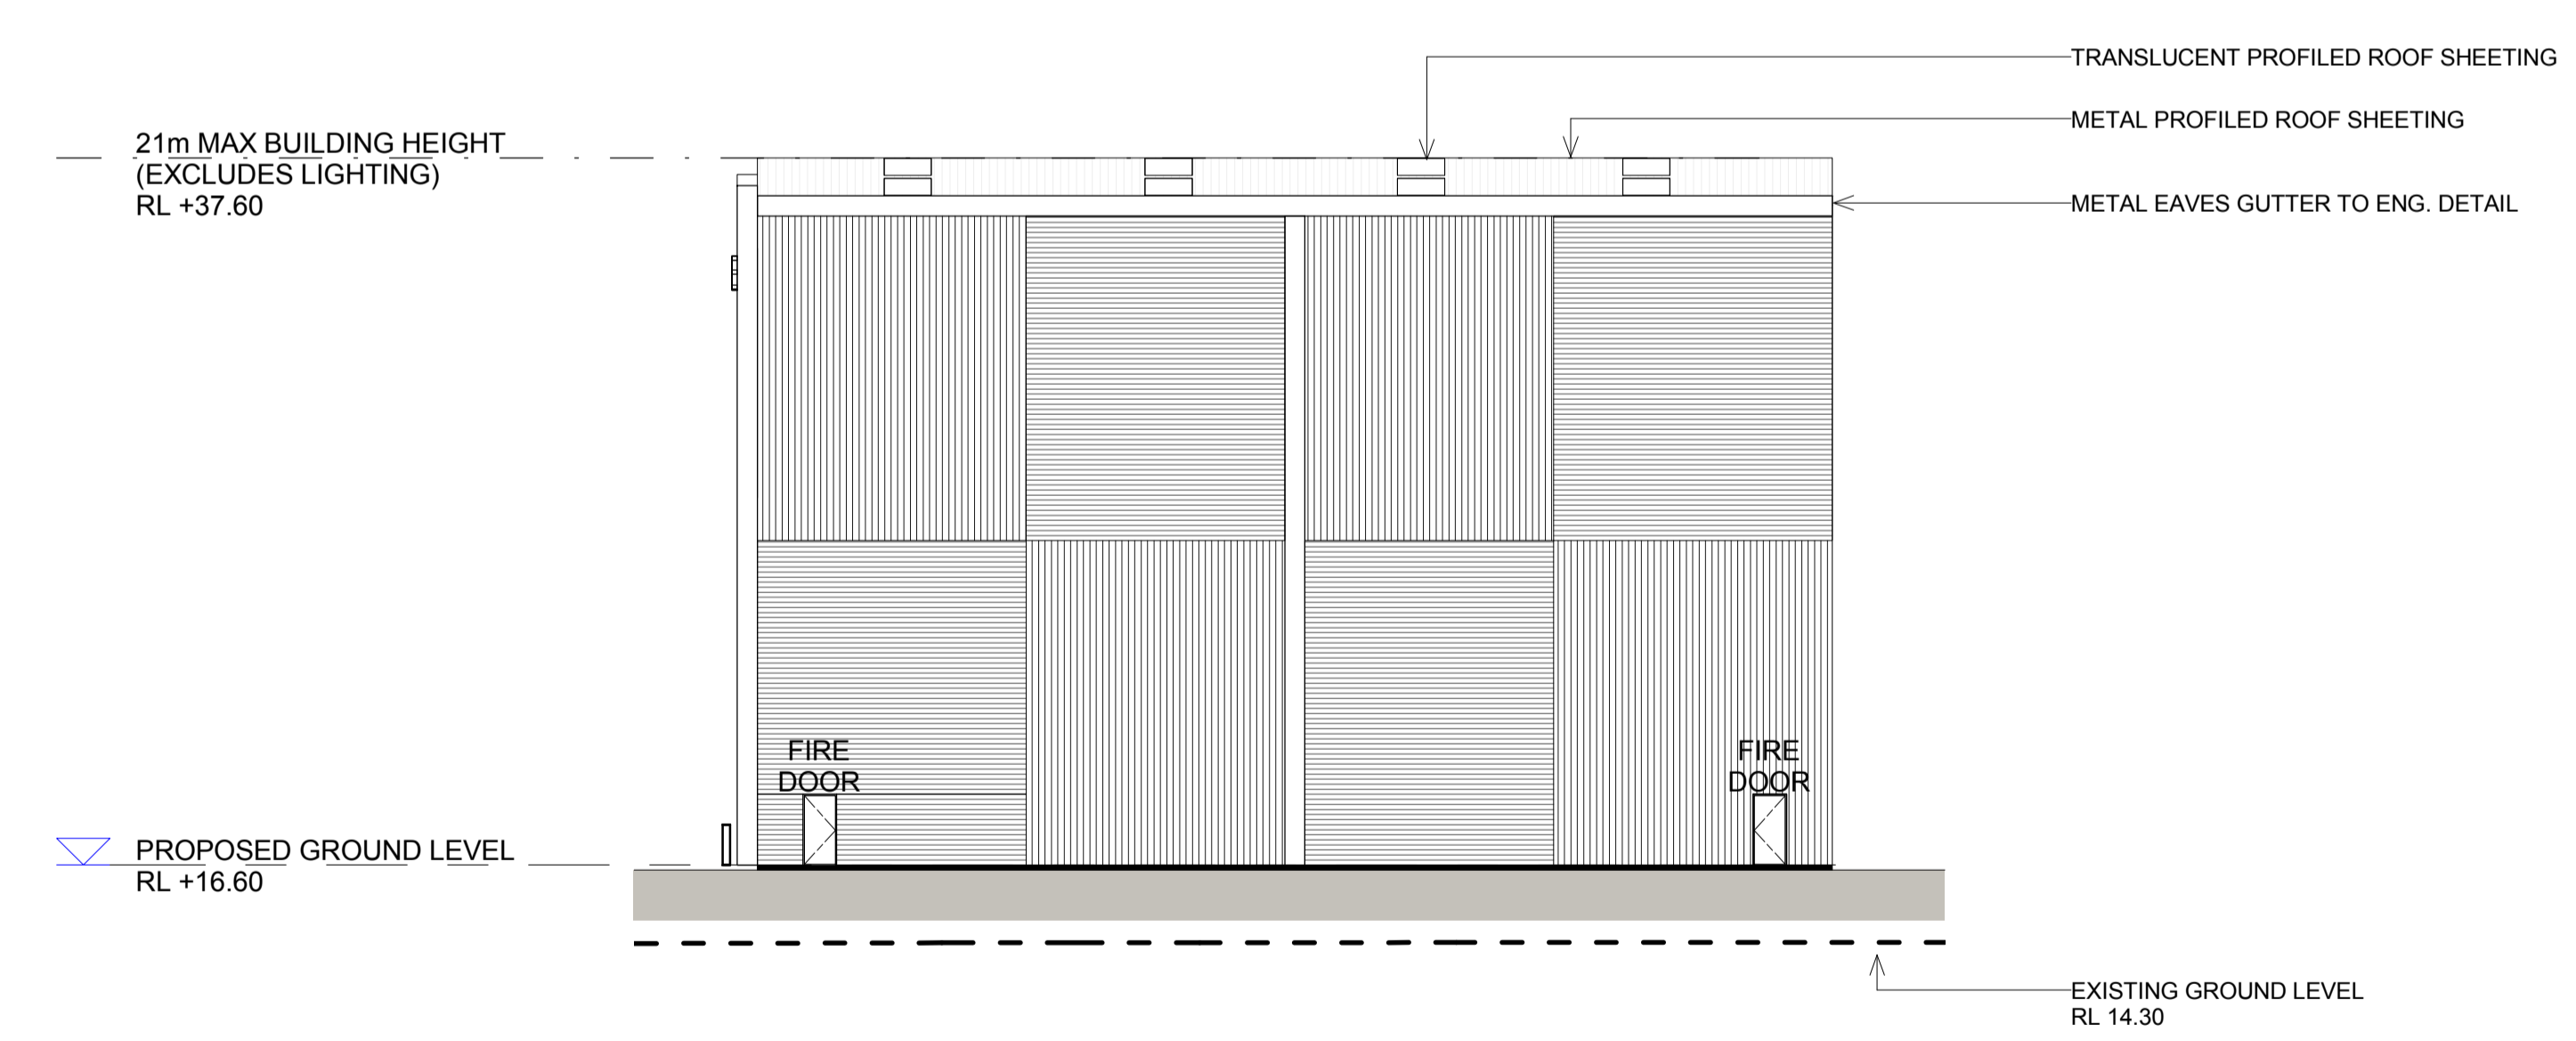 TRANSLUCENT PROFILED ROOF SHEETING
METAL PROFILED ROOF SHEETING
21m MAX BUILDING HEIGHT
(EXCLUDES LIGHTING)
RL +37.60
METAL EAVES GUTTER TO ENG. DETAIL
FIRE
DOOR
FIRE
DOOR
PROPOSED GROUND LEVEL
RL +16.60
EXISTING GROUND LEVEL
RL 14.30